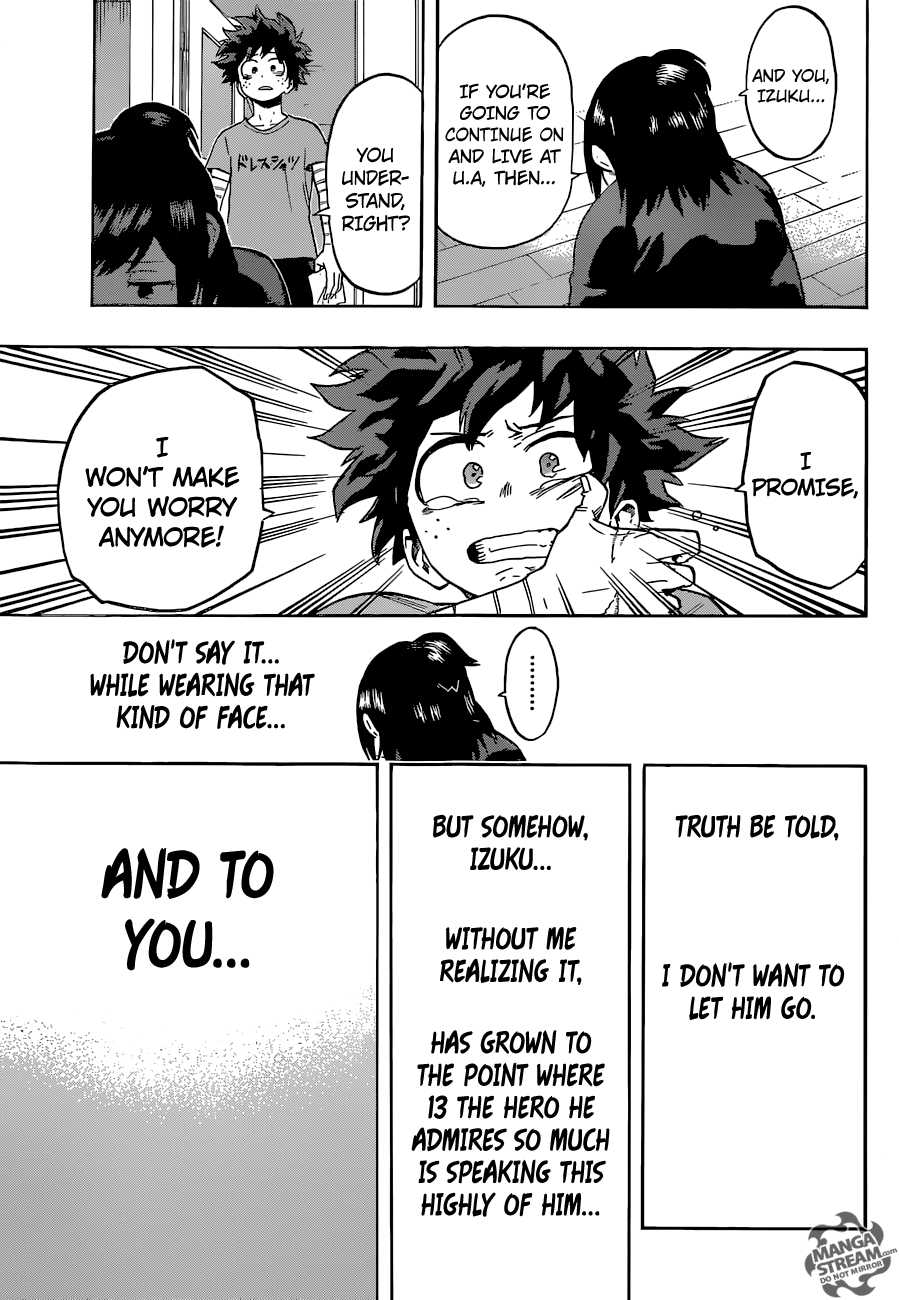 AND YOU,
IZUKU...
IF YOU'RE
GOING TO
CONTINUE ON
AND LIVE AT
U.A, THEN...
YOU
UNDER-
STAND,
RIGHT?
ドレスシャツ
I
PROMISE,
I
WON'T MAKE
YOU WORRY
ANYMORE!
.........
DON'T SAY IT...
WHILE WEARING THAT
KIND OF FACE...
TRUTH BE TOLD,
I DON'T WANT TO
LET HIM GO.
BUT SOMEHOW,
IZUKU...
WITHOUT ME
REALIZING IT,
HAS GROWN TO
THE POINT WHERE
13 THE HERO HE
ADMIRES SO MUCH
IS SPEAKING THIS
HIGHLY OF HIM...
AND TO
YOU...
MANGA
STREAM.com
DO NOT MIRROR